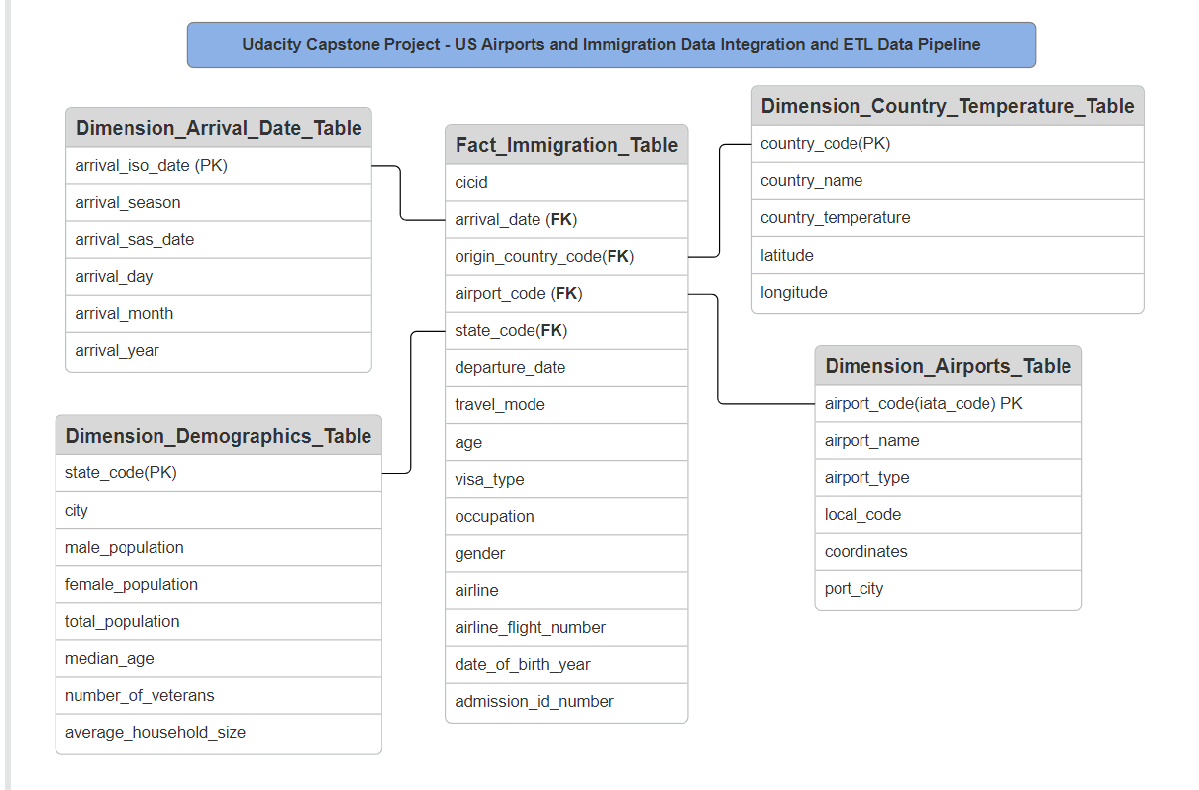 Udacity Capstone Project - US Airports and Immigration Data Integration and ETL Data Pipeline
Dimension_Arrival_Date_Table
arrival_iso_date (PK)
arrival_season
arrival_sas_date
arrival_day
arrival_month
arrival_year
Dimension_Demographics_Table
state_code(PK)
city
male_population
female_population
total_population
median_age
number_of_veterans
average_household_size
Fact_Immigration_Table
cicid
arrival_date (FK)
origin_country_code(FK)
airport_code (FK)
state_code(FK)
departure_date
travel_mode
age
visa_type
occupation
gender
airline
airline_flight_number
date_of_birth_year
admission_id_number
Dimension_Country_Temperature_Table
country_code(PK)
country_name
country_temperature
latitude
longitude
Dimension_Airports_Table
airport_code(iata_code) PK
airport_name
airport_type
local_code
coordinates
port_city